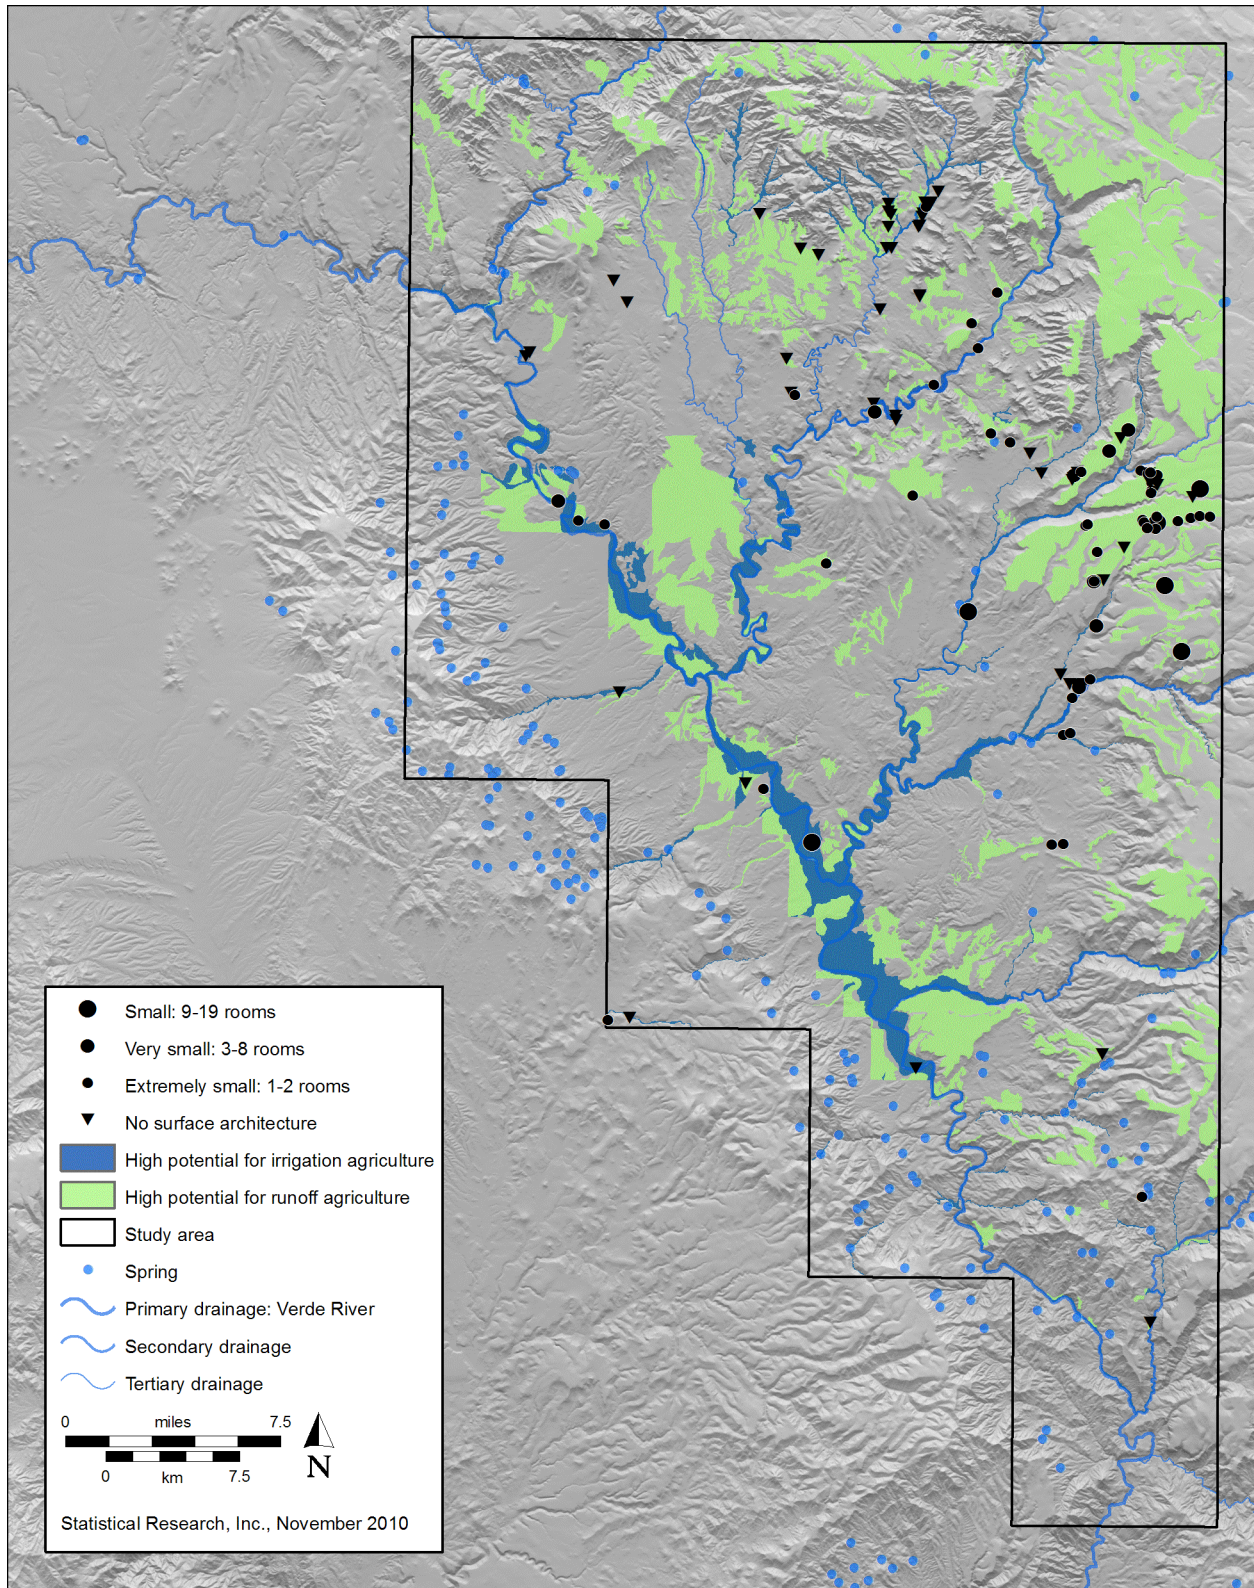 Small: 9-19 rooms
Very small: 3-8 rooms
Extremely small: 1-2 rooms
No surface architecture
High potential for irrigation agriculture
High potential for runoff agriculture
Study area
Spring
Primary drainage: Verde River
Secondary drainage
Tertiary drainage
0 miles 7.5
0 km 7.5
N
Statistical Research, Inc., November 2010